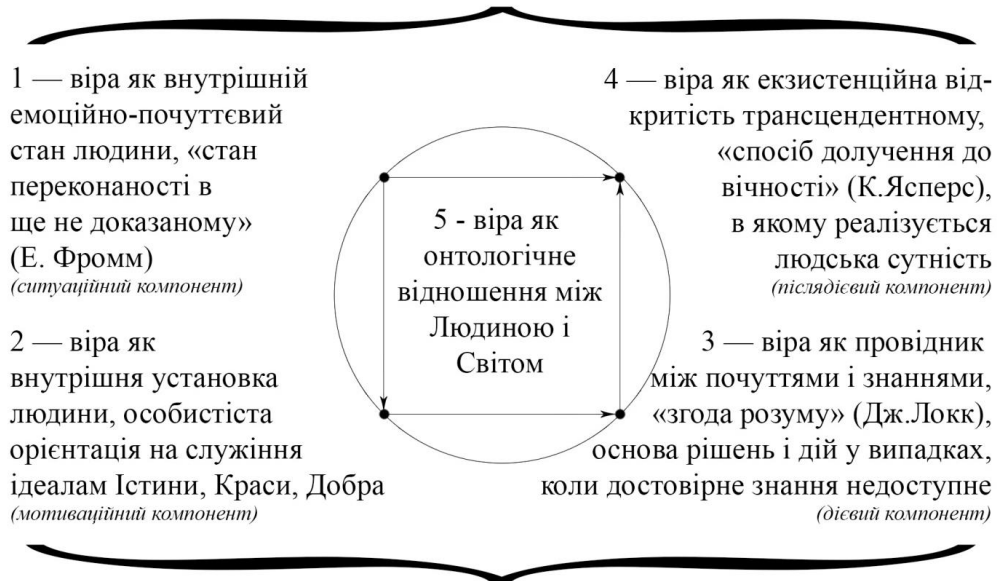 1 — віра як внутрішній
емоційно-почуттєвий
стан людини, «стан
переконаності в
ще не доказаному»
(Е. Фромм)
(ситуаційний компонент)
2 — віра як
внутрішня установка
людини, особистіста
орієнтація на служіння
ідеалам Істини, Краси, Добра
(мотиваційний компонент)
5 - віра як
онтологічне
відношення між
Людиною і
Світом
4 — віра як екзистенційна від-
критість трансцендентному,
«спосіб долучення до
вічності» (К.Ясперс),
в якому реалізується
людська сутність
(післядієвий компонент)
3 — віра як провідник
між почуттями і знаннями,
«згода розуму» (Дж.Локк),
основа рішень і дій у випадках,
коли достовірне знання недоступне
(дієвий компонент)